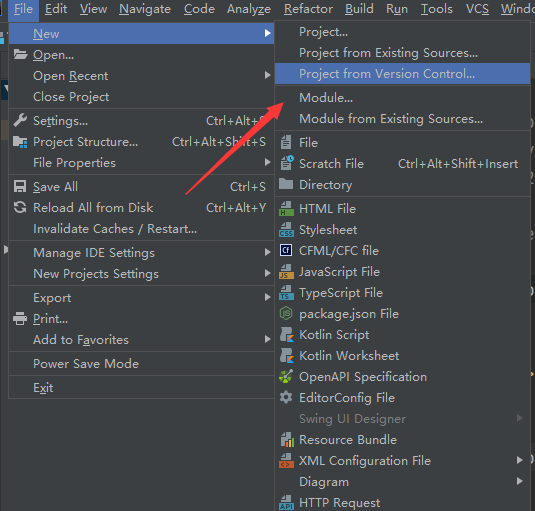 File Edit View Navigate Code Analyze Refactor Build Run Tools VCS
New
Open...
Open Recent
Close Project
Settings... Ctrl+Alt+S
Project Structure... Ctrl+Alt+Shift+S
File Properties
Save All Ctrl+S
Reload All from Disk Ctrl+Alt+Y
Invalidate Caches / Restart...
Manage IDE Settings
New Projects Settings
Export
Print...
Add to Favorites
Power Save Mode
Exit
Project...
Project from Existing Sources...
Project from Version Control...
Module...
Module from Existing Sources...
File
Scratch File Ctrl+Alt+Shift+Insert
Directory
HTML File
Stylesheet
CFML/CFC file
JavaScript File
TypeScript File
package.json File
Kotlin Script
Kotlin Worksheet
OpenAPI Specification
EditorConfig File
Swing UI Designer
Resource Bundle
XML Configuration File
Diagram
HTTP Request